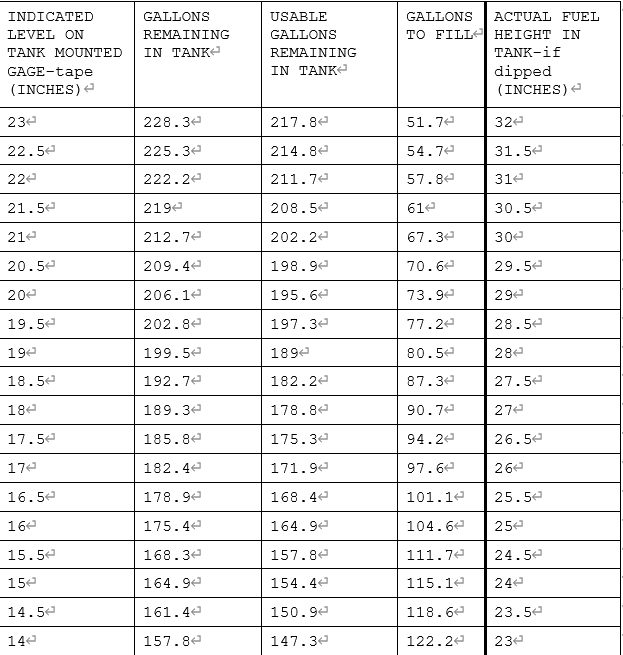 INDICATED LEVEL ON TANK MOUNTED GAGE-tape (INCHES)↵ GALLONS REMAINING IN TANK↵ USABLE GALLONS REMAINING IN TANK↵ GALLONS TO FILL↵ ACTUAL FUEL HEIGHT IN TANK-if dipped (INCHES)↵
23↵ 228.3↵ 217.8↵ 51.7↵ 32↵
22.5↵ 225.3↵ 214.8↵ 54.7↵ 31.5↵
22↵ 222.2↵ 211.7↵ 57.8↵ 31↵
21.5↵ 219↵ 208.5↵ 61↵ 30.5↵
21↵ 212.7↵ 202.2↵ 67.3↵ 30↵
20.5↵ 209.4↵ 198.9↵ 70.6↵ 29.5↵
20↵ 206.1↵ 195.6↵ 73.9↵ 29↵
19.5↵ 202.8↵ 197.3↵ 77.2↵ 28.5↵
19↵ 199.5↵ 189↵ 80.5↵ 28↵
18.5↵ 192.7↵ 182.2↵ 87.3↵ 27.5↵
18↵ 189.3↵ 178.8↵ 90.7↵ 27↵
17.5↵ 185.8↵ 175.3↵ 94.2↵ 26.5↵
17↵ 182.4↵ 171.9↵ 97.6↵ 26↵
16.5↵ 178.9↵ 168.4↵ 101.1↵ 25.5↵
16↵ 175.4↵ 164.9↵ 104.6↵ 25↵
15.5↵ 168.3↵ 157.8↵ 111.7↵ 24.5↵
15↵ 164.9↵ 154.4↵ 115.1↵ 24↵
14.5↵ 161.4↵ 150.9↵ 118.6↵ 23.5↵
14↵ 157.8↵ 147.3↵ 122.2↵ 23↵